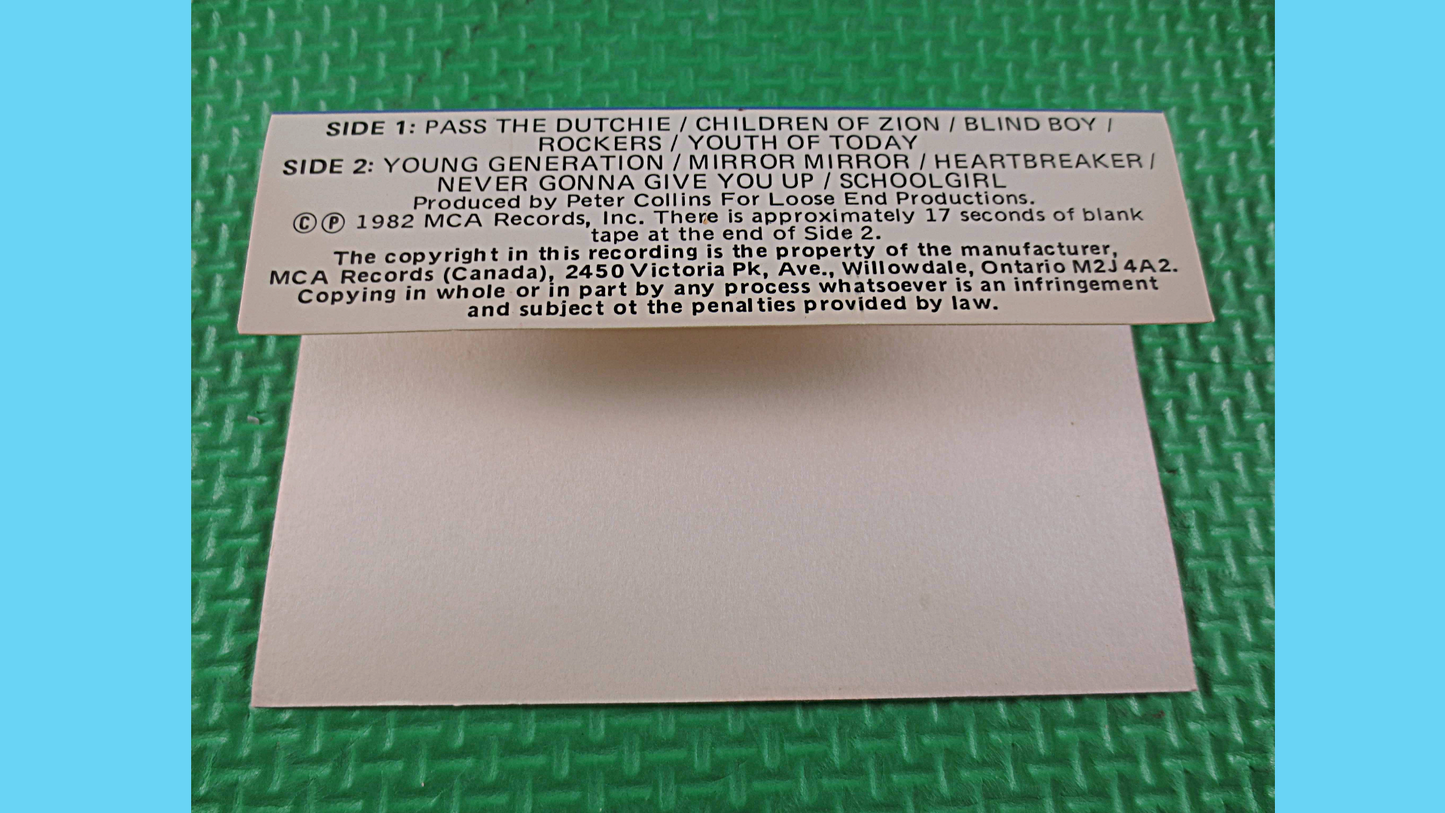 SIDE 1: PASS THE DUTCHIE / CHILDREN OF ZION / BLIND BOY /
ROCKERS / YOUTH OF TODAY
SIDE 2: YOUNG GENERATION / MIRROR MIRROR / HEARTBREAKER /
NEVER GONNA GIVE YOU UP / SCHOOLGIRL
Produced by Peter Collins For Loose End Productions.
© ℗ 1982 MCA Records, Inc. There is approximately 17 seconds of blank
tape at the end of Side 2.
The copyright in this recording is the property of the manufacturer,
MCA Records (Canada), 2450 Victoria Pk, Ave., Willowdale, Ontario M2J 4A2.
Copying in whole or in part by any process whatsoever is an infringement
and subject ot the penalties provided by law.